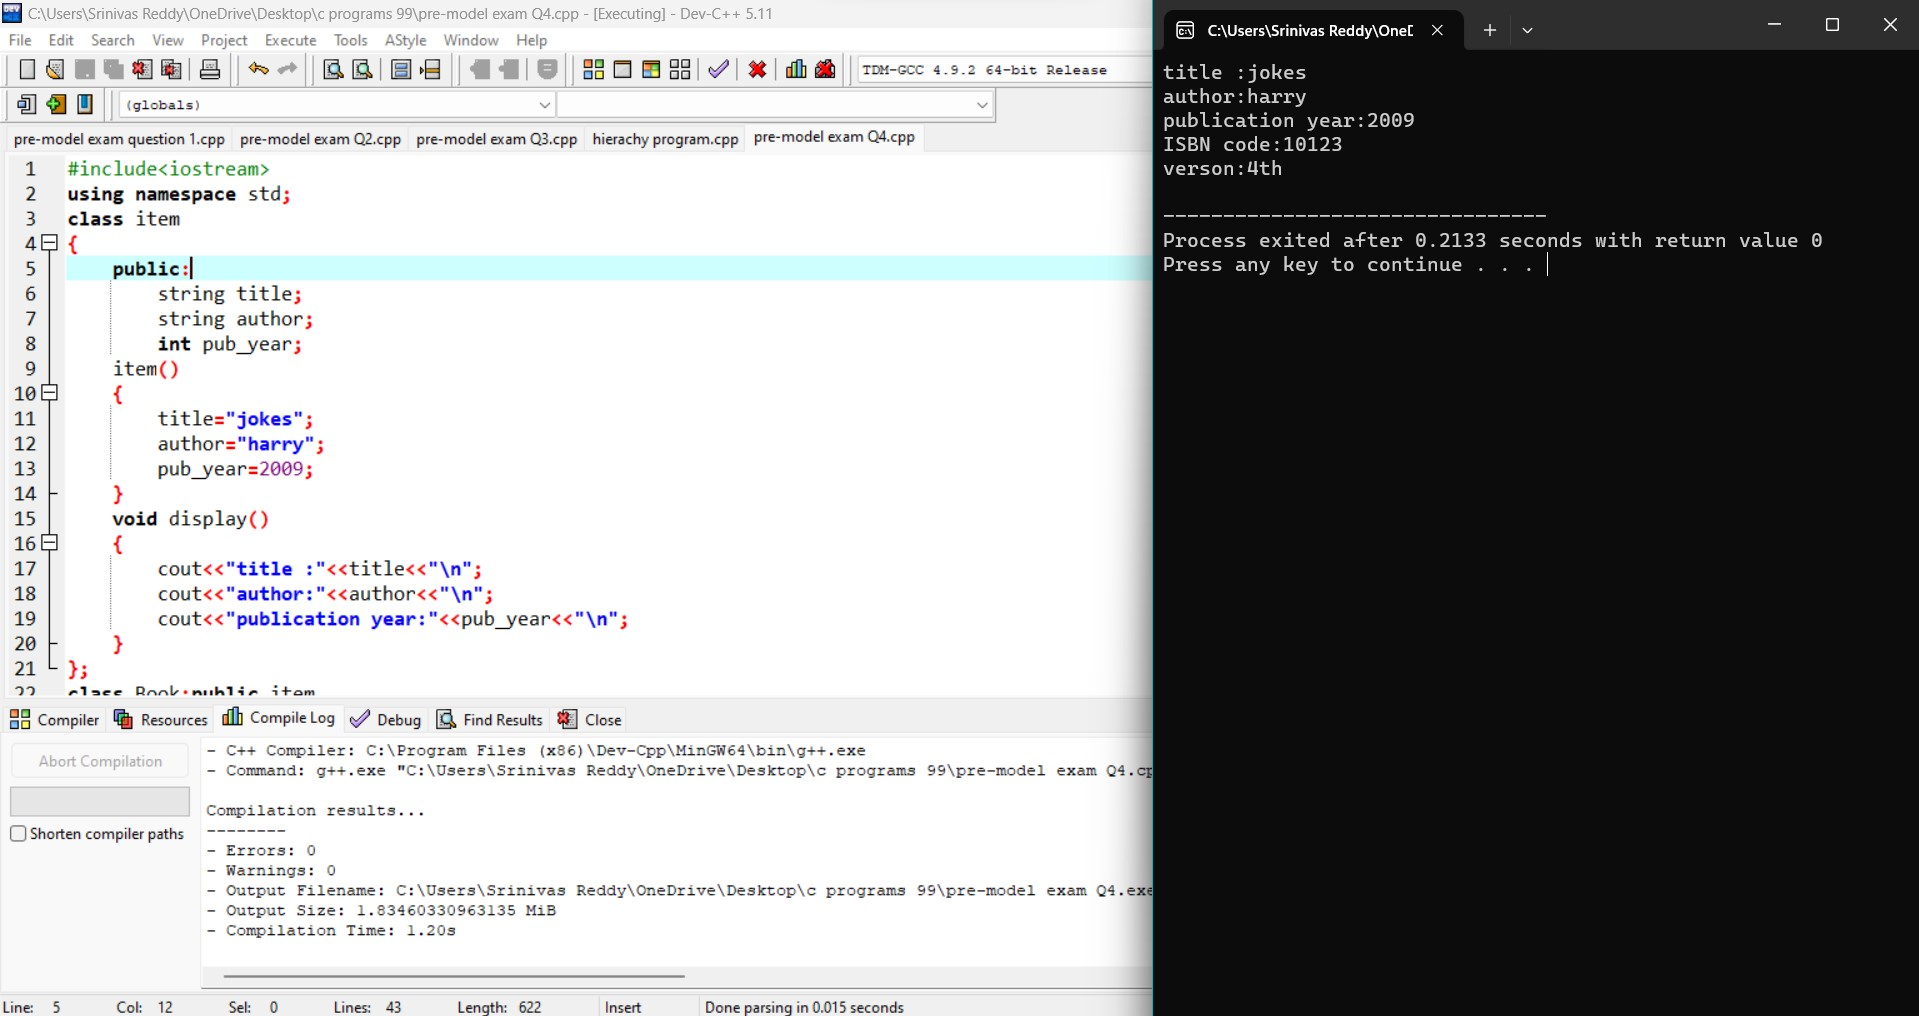 C:\Users\Srinivas Reddy\OneDrive\Desktop\c programs 99\pre-model exam Q4.cpp - [Executing] - Dev-C++ 5.11
File Edit Search View Project Execute Tools AStyle Window Help
TDM-GCC 4.9.2 64-bit Release
(globals)
pre-model exam question 1.cpp pre-model exam Q2.cpp pre-model exam Q3.cpp hierachy program.cpp pre-model exam Q4.cpp
1 #include<iostream>
2 using namespace std;
3 class item
4 {
5 public:
6 string title;
7 string author;
8 int pub_year;
9 item()
10 {
11 title="jokes";
12 author="harry";
13 pub_year=2009;
14 }
15 void display()
16 {
17 cout<<"title :"<<title<<"\n";
18 cout<<"author:"<<author<<"\n";
19 cout<<"publication year:"<<pub_year<<"\n";
20 }
21 };
22 class Book:public item
Compiler Resources Compile Log Debug Find Results Close
Abort Compilation
Shorten compiler paths
- C++ Compiler: C:\Program Files (x86)\Dev-Cpp\MinGW64\bin\g++.exe
- Command: g++.exe "C:\Users\Srinivas Reddy\OneDrive\Desktop\c programs 99\pre-model exam Q4.cp
Compilation results...
--------
- Errors: 0
- Warnings: 0
- Output Filename: C:\Users\Srinivas Reddy\OneDrive\Desktop\c programs 99\pre-model exam Q4.exe
- Output Size: 1.83460330963135 MiB
- Compilation Time: 1.20s
Line: 5 Col: 12 Sel: 0 Lines: 43 Length: 622 Insert Done parsing in 0.015 seconds
C:\Users\Srinivas Reddy\OneD
title :jokes
author:harry
publication year:2009
ISBN code:10123
verson:4th
--------------------------------
Process exited after 0.2133 seconds with return value 0
Press any key to continue . . .